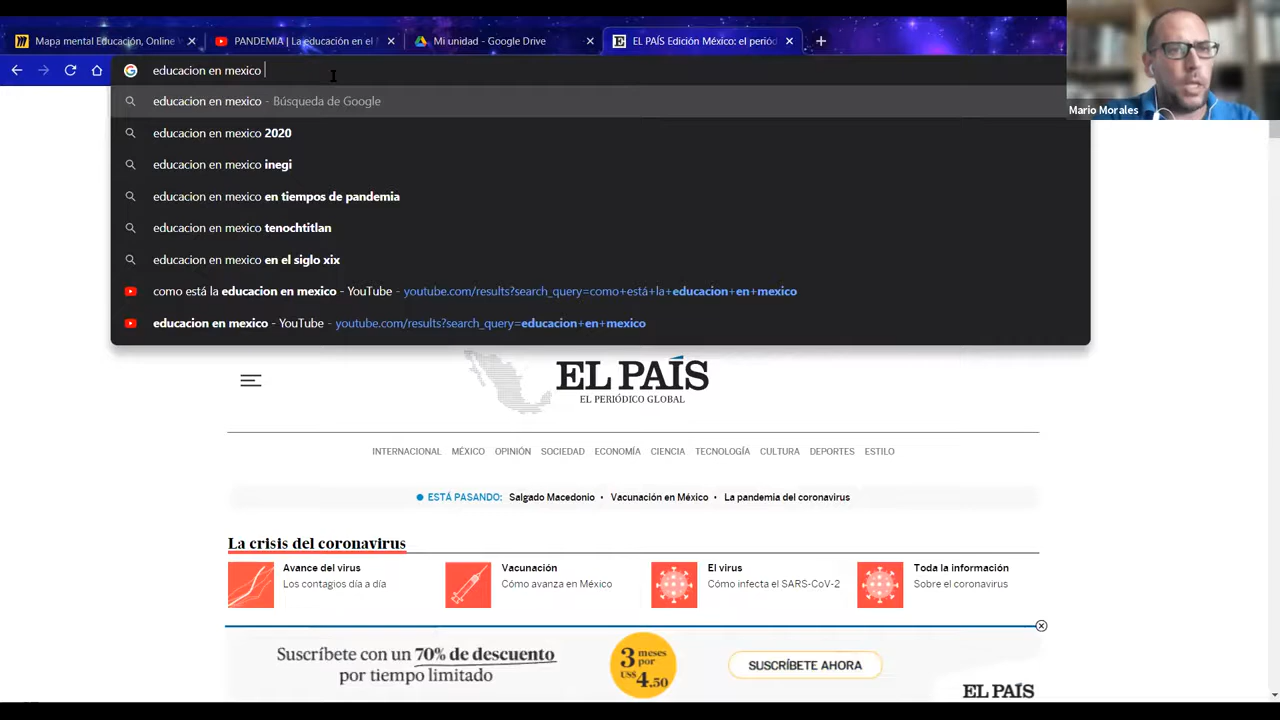 Mapa mental Educación, Online
PANDEMIA | La educación en el
Mi unidad - Google Drive
EL PAÍS Edición México: el periód
educacion en mexico
Mario Morales
educacion en mexico - Búsqueda de Google
educacion en mexico 2020
educacion en mexico inegi
educacion en mexico en tiempos de pandemia
educacion en mexico tenochtitlan
educacion en mexico en el siglo xix
como está la educacion en mexico - YouTube - youtube.com/results?search_query=como+está+la+educacion+en+mexico
educacion en mexico - YouTube - youtube.com/results?search_query=educacion+en+mexico
EL PAÍS
EL PERIÓDICO GLOBAL
INTERNACIONAL MÉXICO OPINIÓN SOCIEDAD ECONOMÍA CIENCIA TECNOLOGÍA CULTURA DEPORTES ESTILO
ESTÁ PASANDO: Salgado Macedonio • Vacunación en México • La pandemia del coronavirus
La crisis del coronavirus
Avance del virus
Los contagios día a día
Vacunación
Cómo avanza en México
El virus
Cómo infecta el SARS-CoV-2
Toda la información
Sobre el coronavirus
Suscríbete con un 70% de descuento
por tiempo limitado
3 meses
por
US$
4,50
SUSCRÍBETE AHORA
EL PAÍS